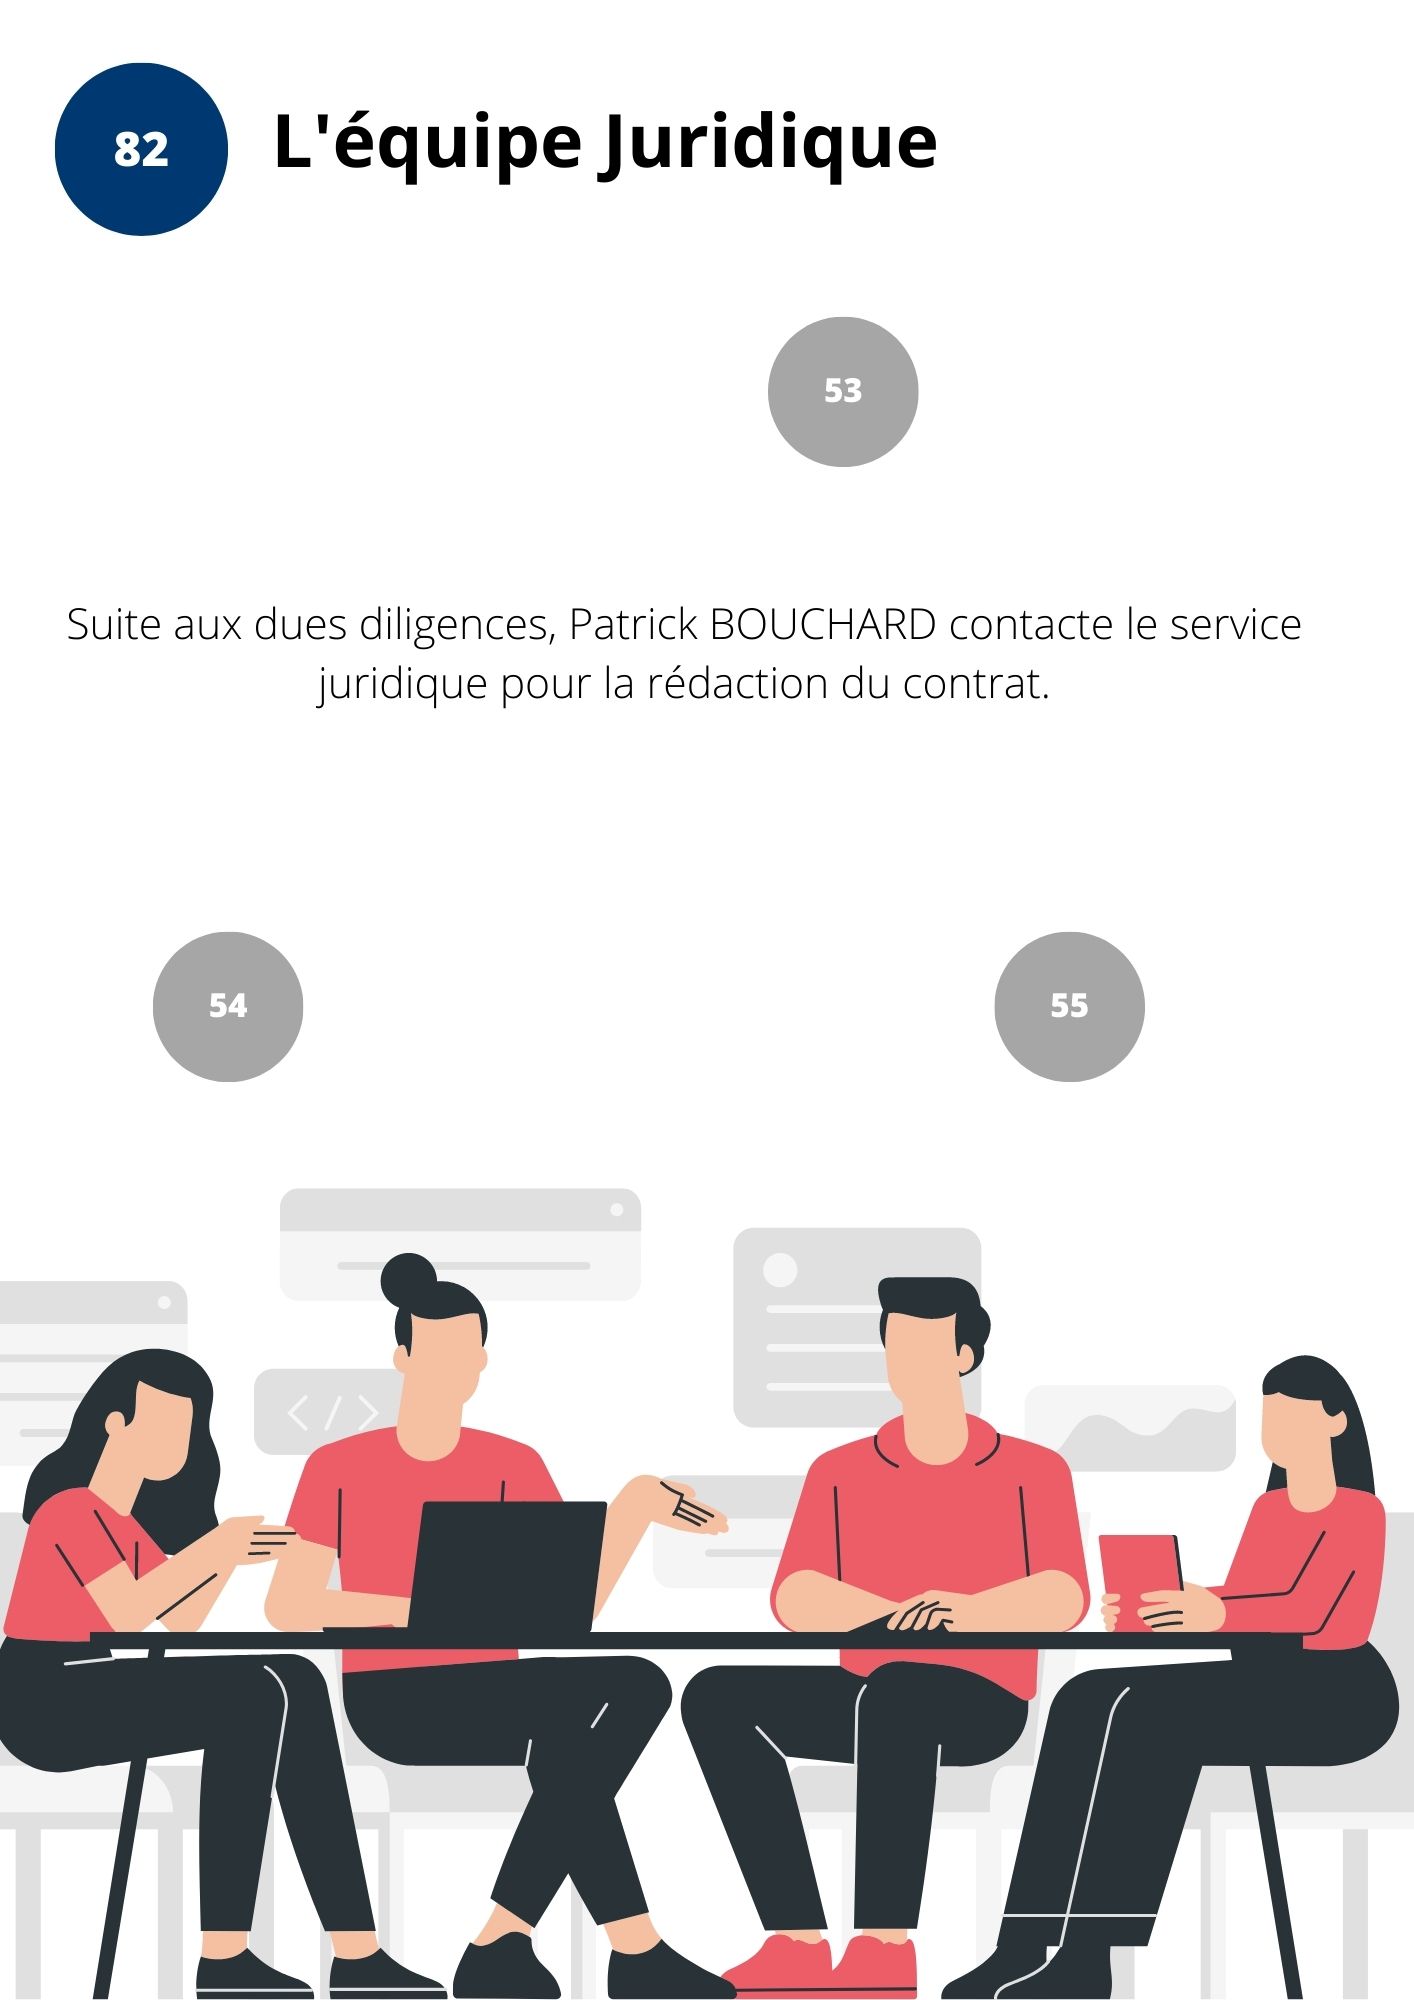 82
L'équipe Juridique
53
Suite aux dues diligences, Patrick BOUCHARD contacte le service
juridique pour la rédaction du contrat.
54
55